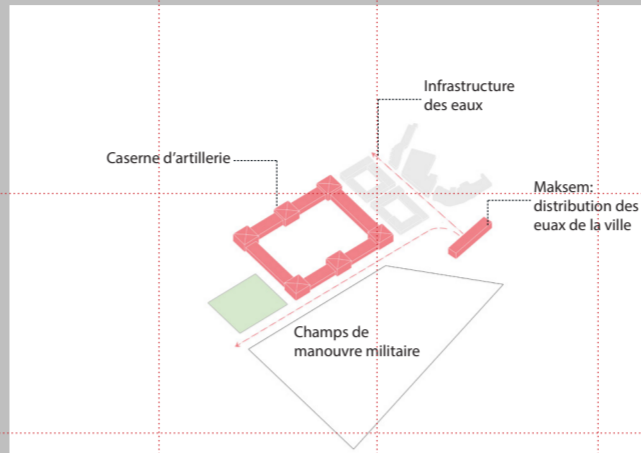 Infrastructure
des eaux
Caserne d'artillerie
Maksem:
distribution des
euax de la ville
Champs de
manouvre militaire